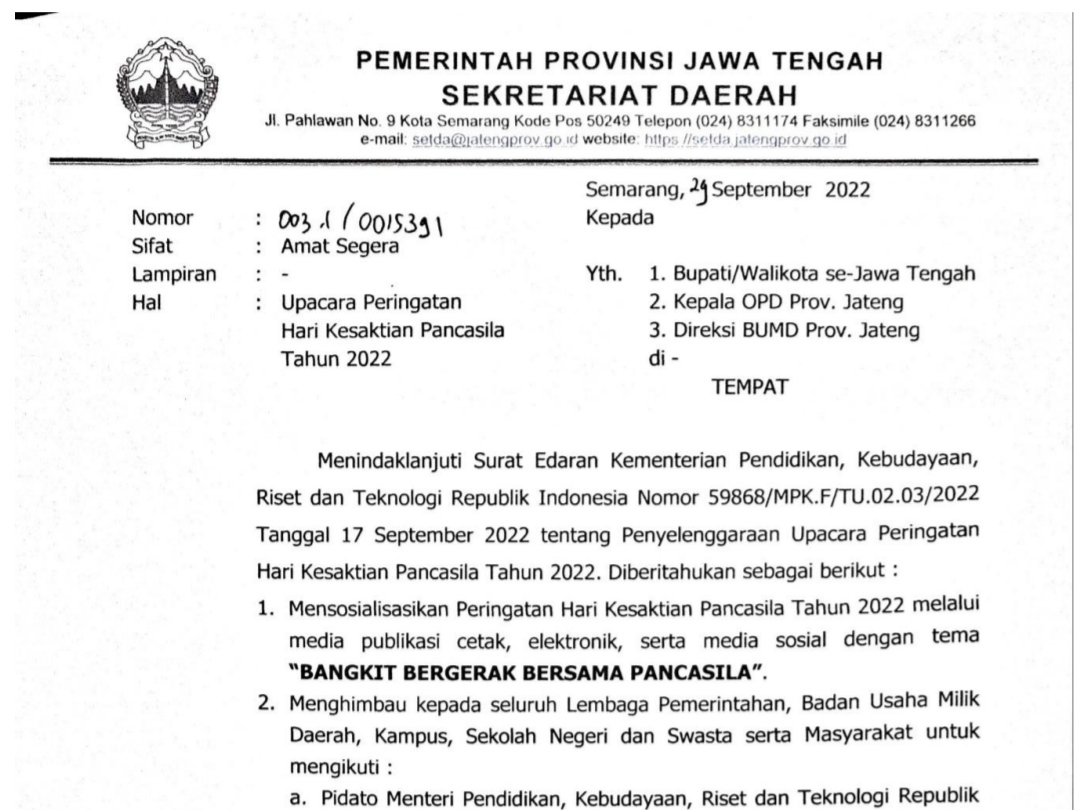 PEMERINTAH PROVINSI JAWA TENGAH
SEKRETARIAT DAERAH
Jl. Pahlawan No. 9 Kota Semarang Kode Pos 50249 Telepon (024) 8311174 Faksimile (024) 8311266
e-mail: setda@jatengprov.go.id website: https://setda.jatengprov.go.id
Semarang, 29 September 2022
Kepada
Nomor : 003.1/0015391
Sifat : Amat Segera
Lampiran : -
Hal : Upacara Peringatan
Hari Kesaktian Pancasila
Tahun 2022
Yth. 1. Bupati/Walikota se-Jawa Tengah
2. Kepala OPD Prov. Jateng
3. Direksi BUMD Prov. Jateng
di -
TEMPAT
Menindaklanjuti Surat Edaran Kementerian Pendidikan, Kebudayaan,
Riset dan Teknologi Republik Indonesia Nomor 59868/MPK.F/TU.02.03/2022
Tanggal 17 September 2022 tentang Penyelenggaraan Upacara Peringatan
Hari Kesaktian Pancasila Tahun 2022. Diberitahukan sebagai berikut :
1. Mensosialisasikan Peringatan Hari Kesaktian Pancasila Tahun 2022 melalui
media publikasi cetak, elektronik, serta media sosial dengan tema
“BANGKIT BERGERAK BERSAMA PANCASILA”.
2. Menghimbau kepada seluruh Lembaga Pemerintahan, Badan Usaha Milik
Daerah, Kampus, Sekolah Negeri dan Swasta serta Masyarakat untuk
mengikuti :
a. Pidato Menteri Pendidikan, Kebudayaan, Riset dan Teknologi Republik